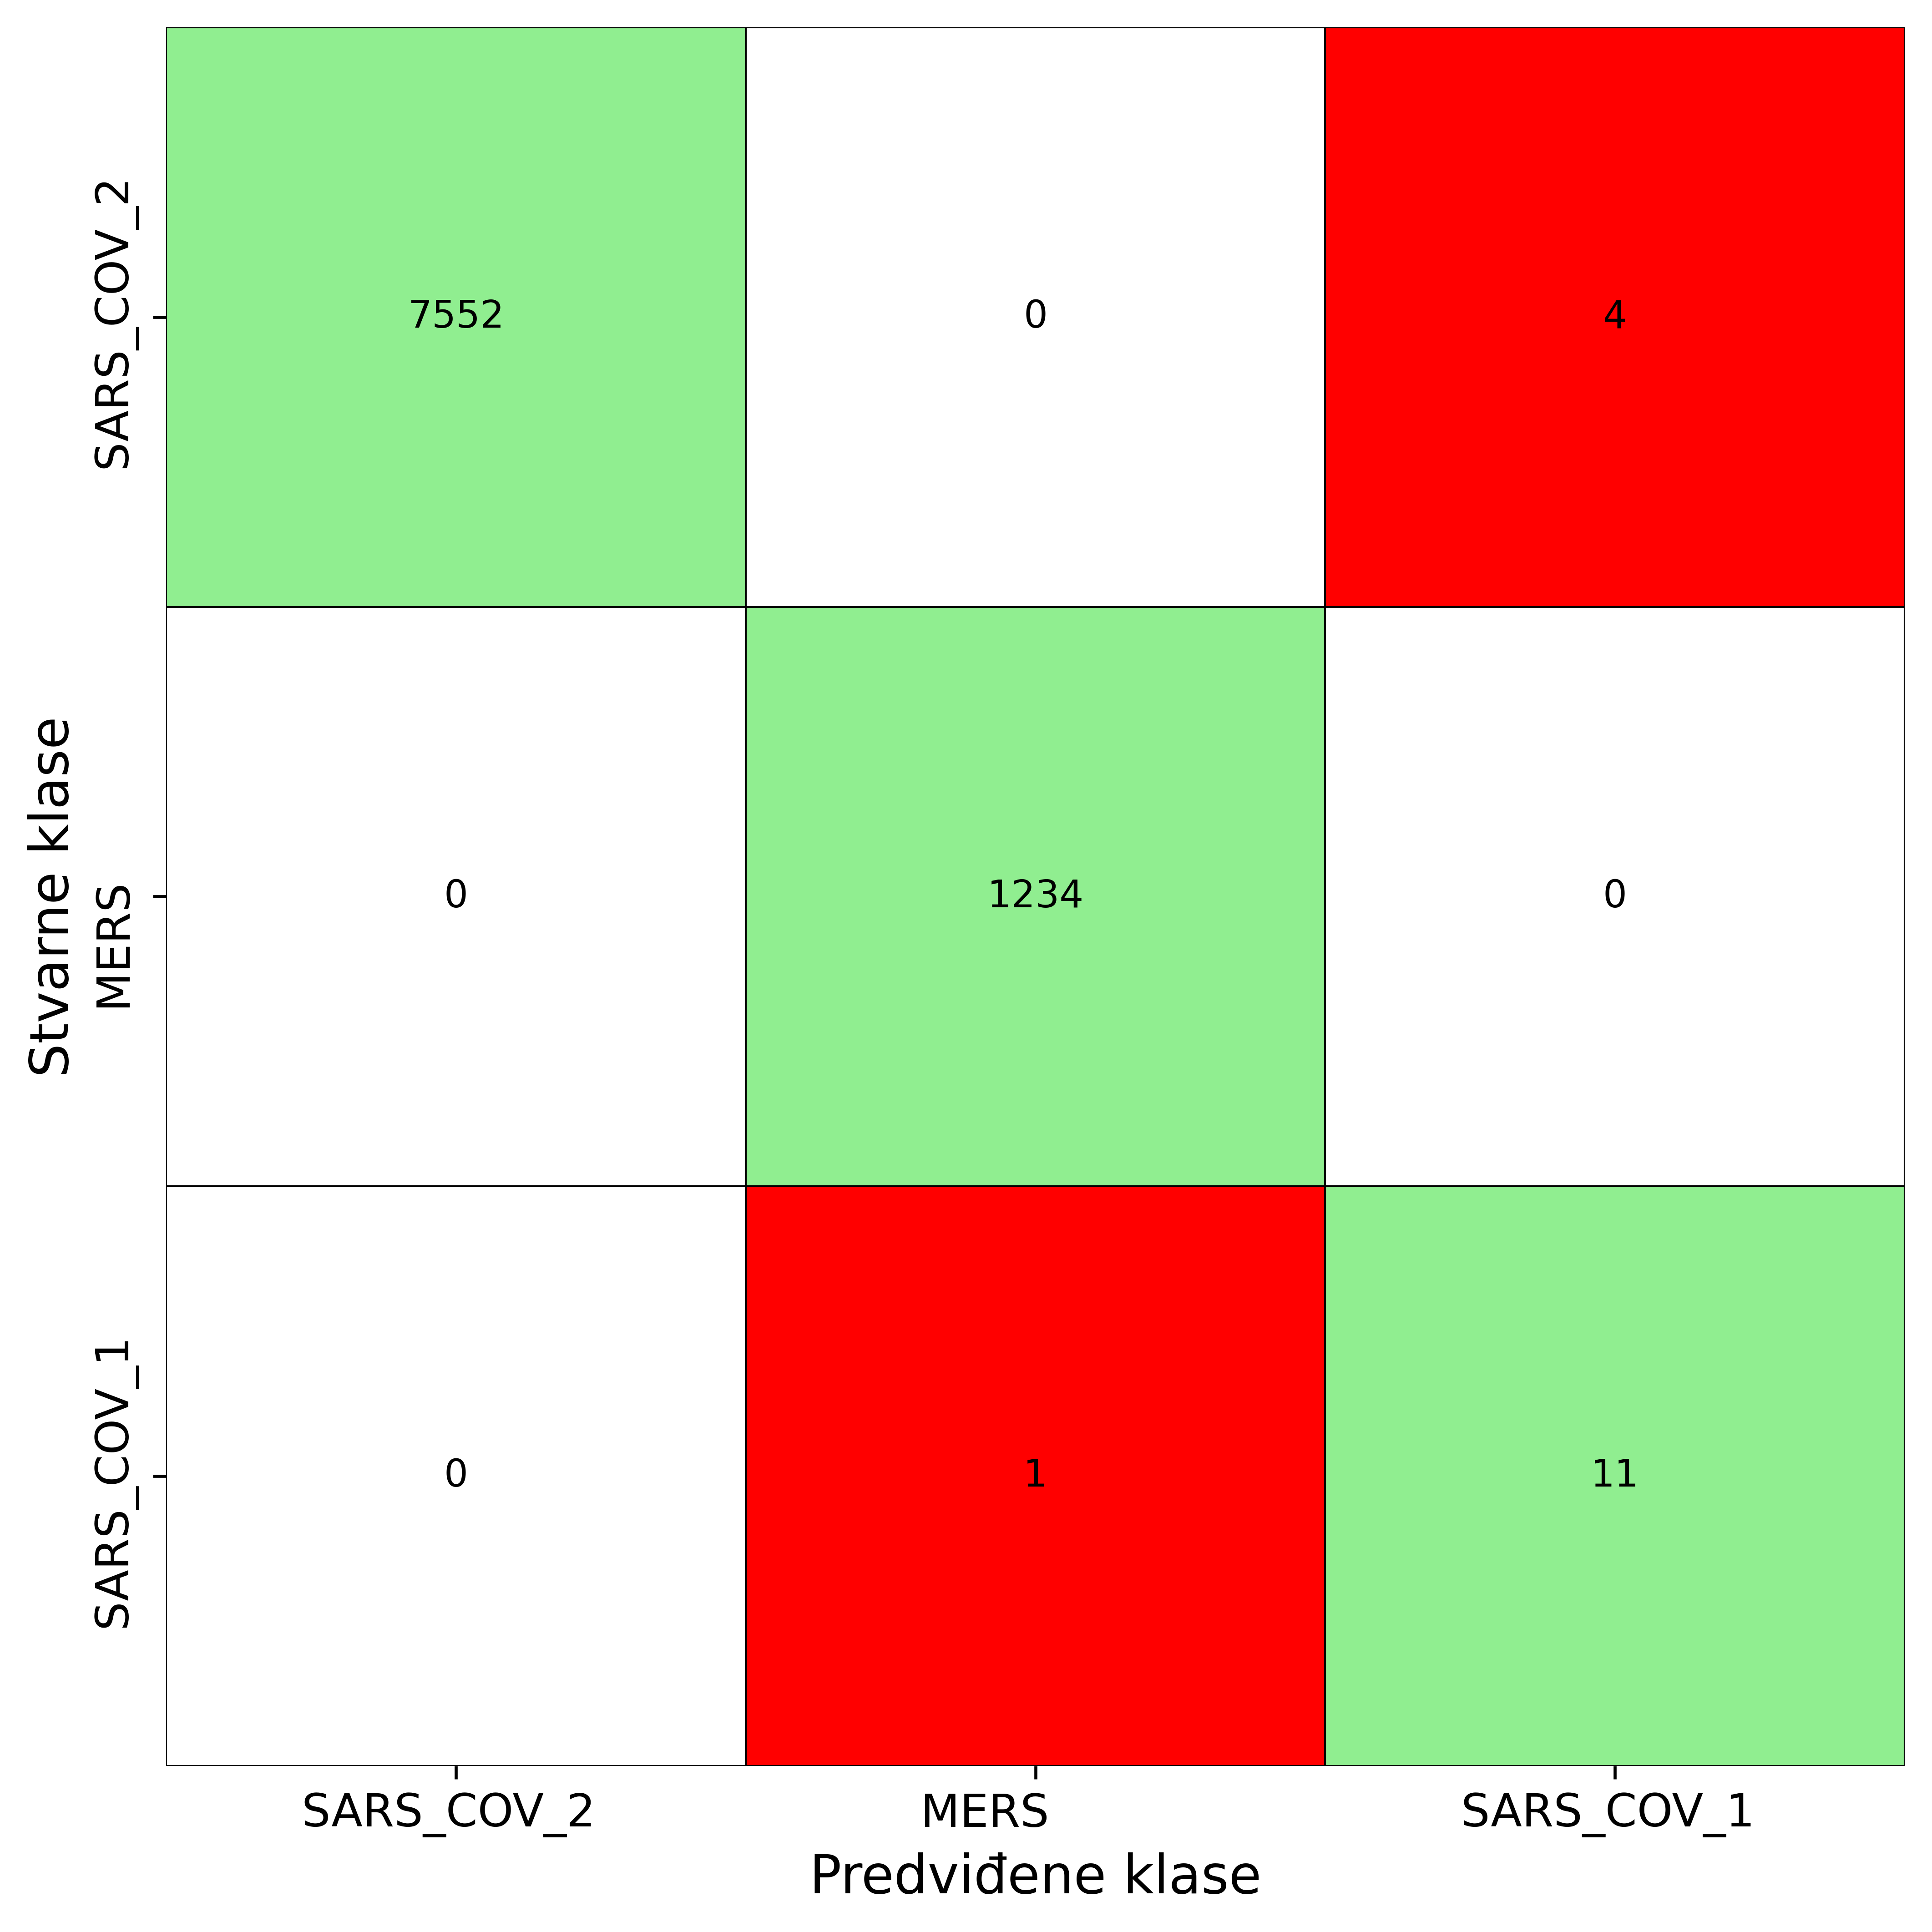 Stvarne klase
SARS_COV_2
7552
0
4
MERS
0
1234
0
SARS_COV_1
0
1
11
SARS_COV_2
MERS
SARS_COV_1
Predviđene klase